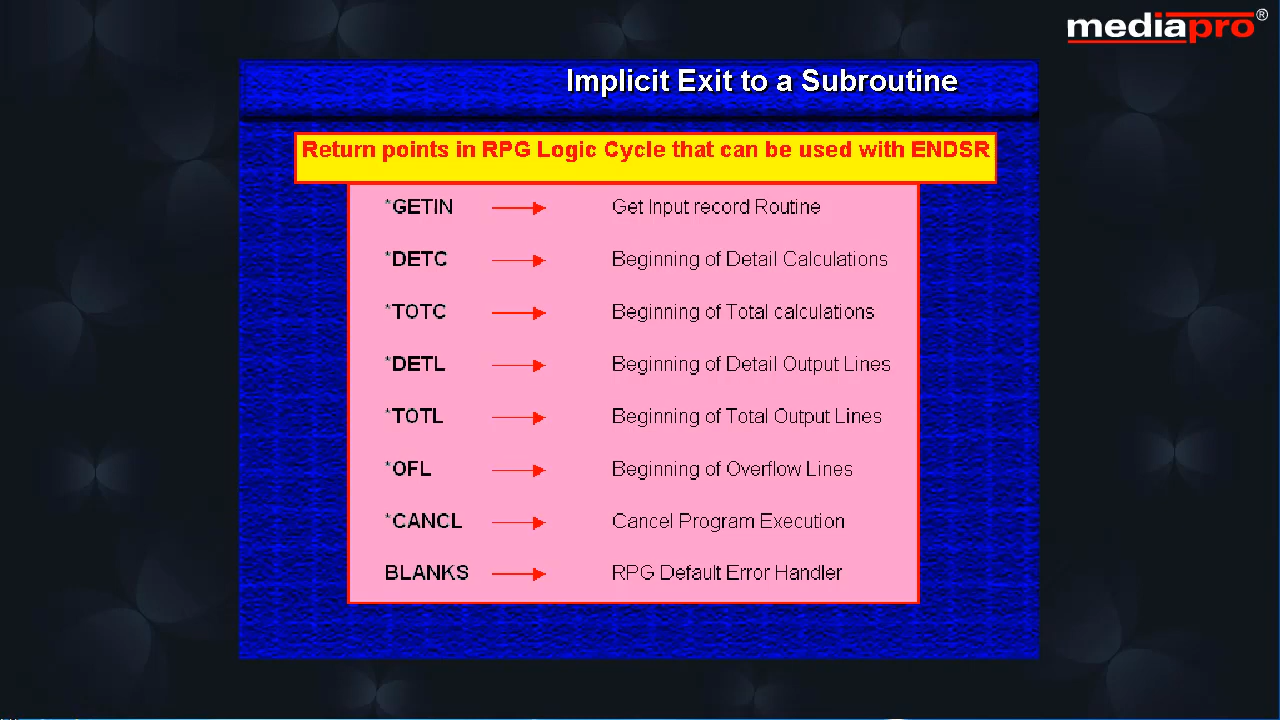 mediapro®
Implicit Exit to a Subroutine
Return points in RPG Logic Cycle that can be used with ENDSR
*GETIN Get Input record Routine
*DETC Beginning of Detail Calculations
*TOTC Beginning of Total calculations
*DETL Beginning of Detail Output Lines
*TOTL Beginning of Total Output Lines
*OFL Beginning of Overflow Lines
*CANCL Cancel Program Execution
BLANKS RPG Default Error Handler